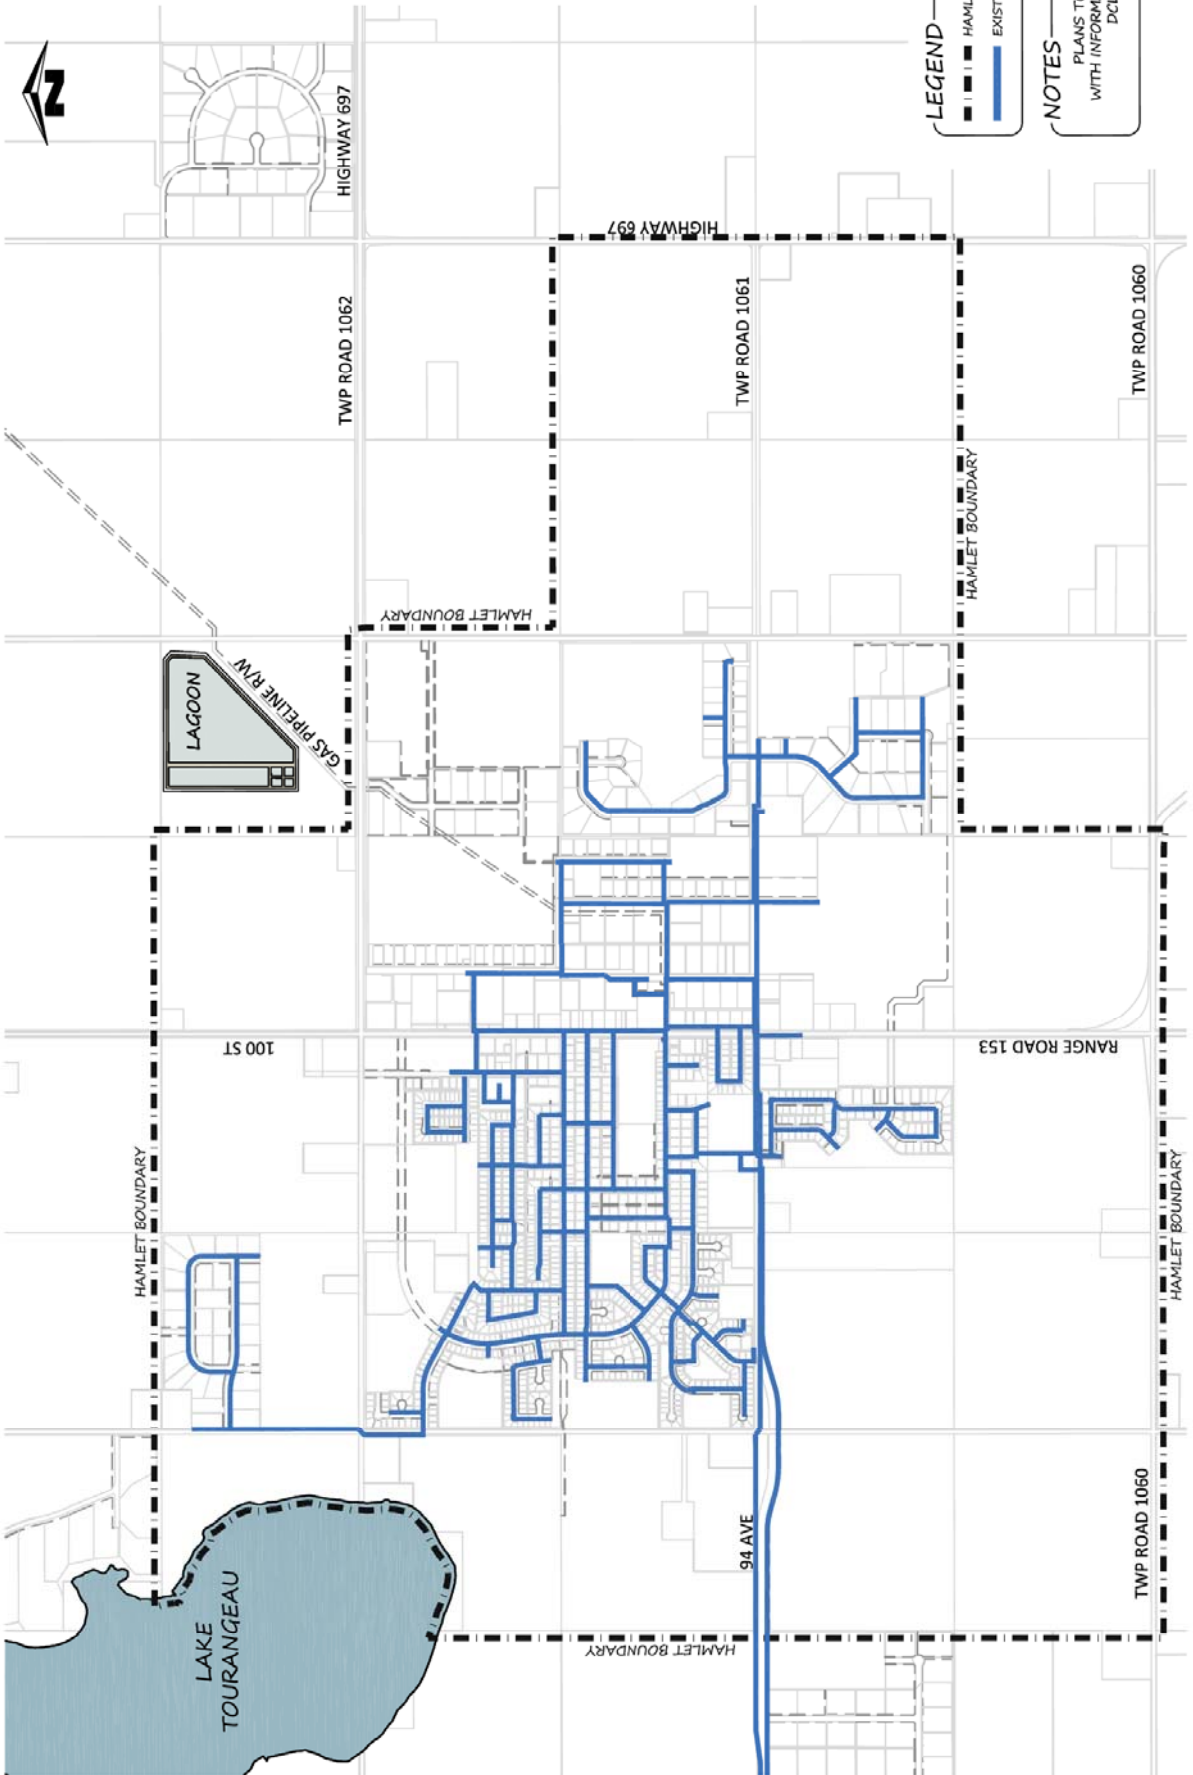 N
LEGEND
HAML
EXIST
NOTES
PLANS T
WITH INFORM
DCL
HIGHWAY 697
HIGHWAY 697
TWP ROAD 1062
TWP ROAD 1061
TWP ROAD 1060
HAMLET BOUNDARY
HAMLET BOUNDARY
LAGOON
GAS PIPELINE R/W
100 ST
RANGE ROAD 153
HAMLET BOUNDARY
HAMLET BOUNDARY
LAKE
TOURANGEAU
94 AVE
TWP ROAD 1060
HAMLET BOUNDARY